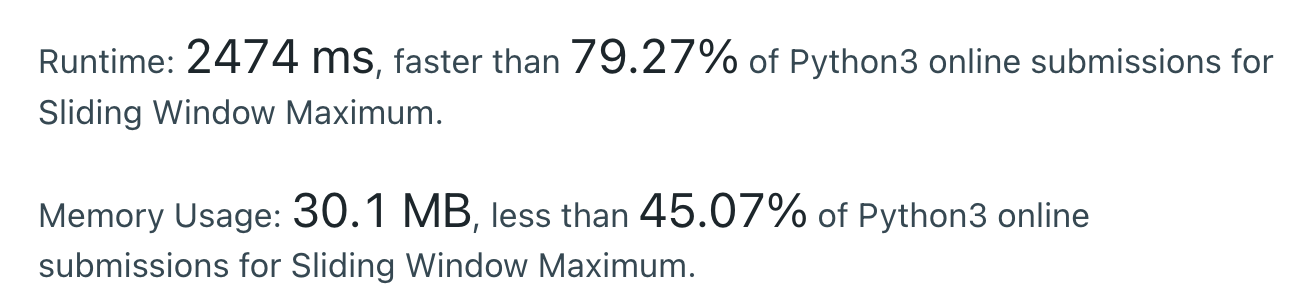 Runtime: 2474 ms, faster than 79.27% of Python3 online submissions for
Sliding Window Maximum.
Memory Usage: 30.1 MB, less than 45.07% of Python3 online
submissions for Sliding Window Maximum.